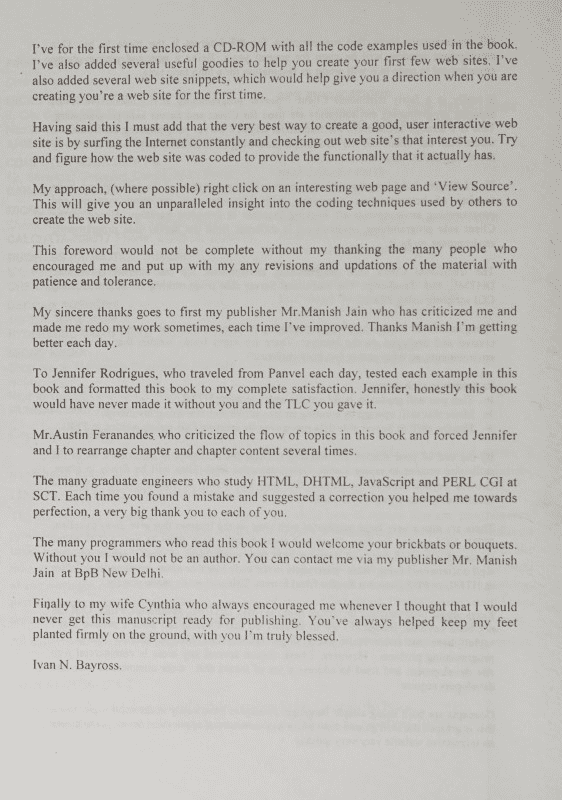 I've for the first time enclosed a CD-ROM with all the code examples used in the book.
I've also added several useful goodies to help you create your first few web sites. I've
also added several web site snippets, which would help give you a direction when you are
creating you're a web site for the first time.
Having said this I must add that the very best way to create a good, user interactive web
site is by surfing the Internet constantly and checking out web site's that interest you. Try
and figure how the web site was coded to provide the functionally that it actually has.
My approach, (where possible) right click on an interesting web page and 'View Source'.
This will give you an unparalleled insight into the coding techniques used by others to
create the web site.
This foreword would not be complete without my thanking the many people who
encouraged me and put up with my any revisions and updations of the material with
patience and tolerance.
My sincere thanks goes to first my publisher Mr.Manish Jain who has criticized me and
made me redo my work sometimes, each time I've improved. Thanks Manish I'm getting
better each day.
To Jennifer Rodrigues, who traveled from Panvel each day, tested each example in this
book and formatted this book to my complete satisfaction. Jennifer, honestly this book
would have never made it without you and the TLC you gave it.
Mr.Austin Feranandes who criticized the flow of topics in this book and forced Jennifer
and I to rearrange chapter and chapter content several times.
The many graduate engineers who study HTML, DHTML, JavaScript and PERL CGI at
SCT. Each time you found a mistake and suggested a correction you helped me towards
perfection, a very big thank you to each of you.
The many programmers who read this book I would welcome your brickbats or bouquets.
Without you I would not be an author. You can contact me via my publisher Mr. Manish
Jain at BpB New Delhi.
Finally to my wife Cynthia who always encouraged me whenever I thought that I would
never get this manuscript ready for publishing. You've always helped keep my feet
planted firmly on the ground, with you I'm truly blessed.
Ivan N. Bayross.